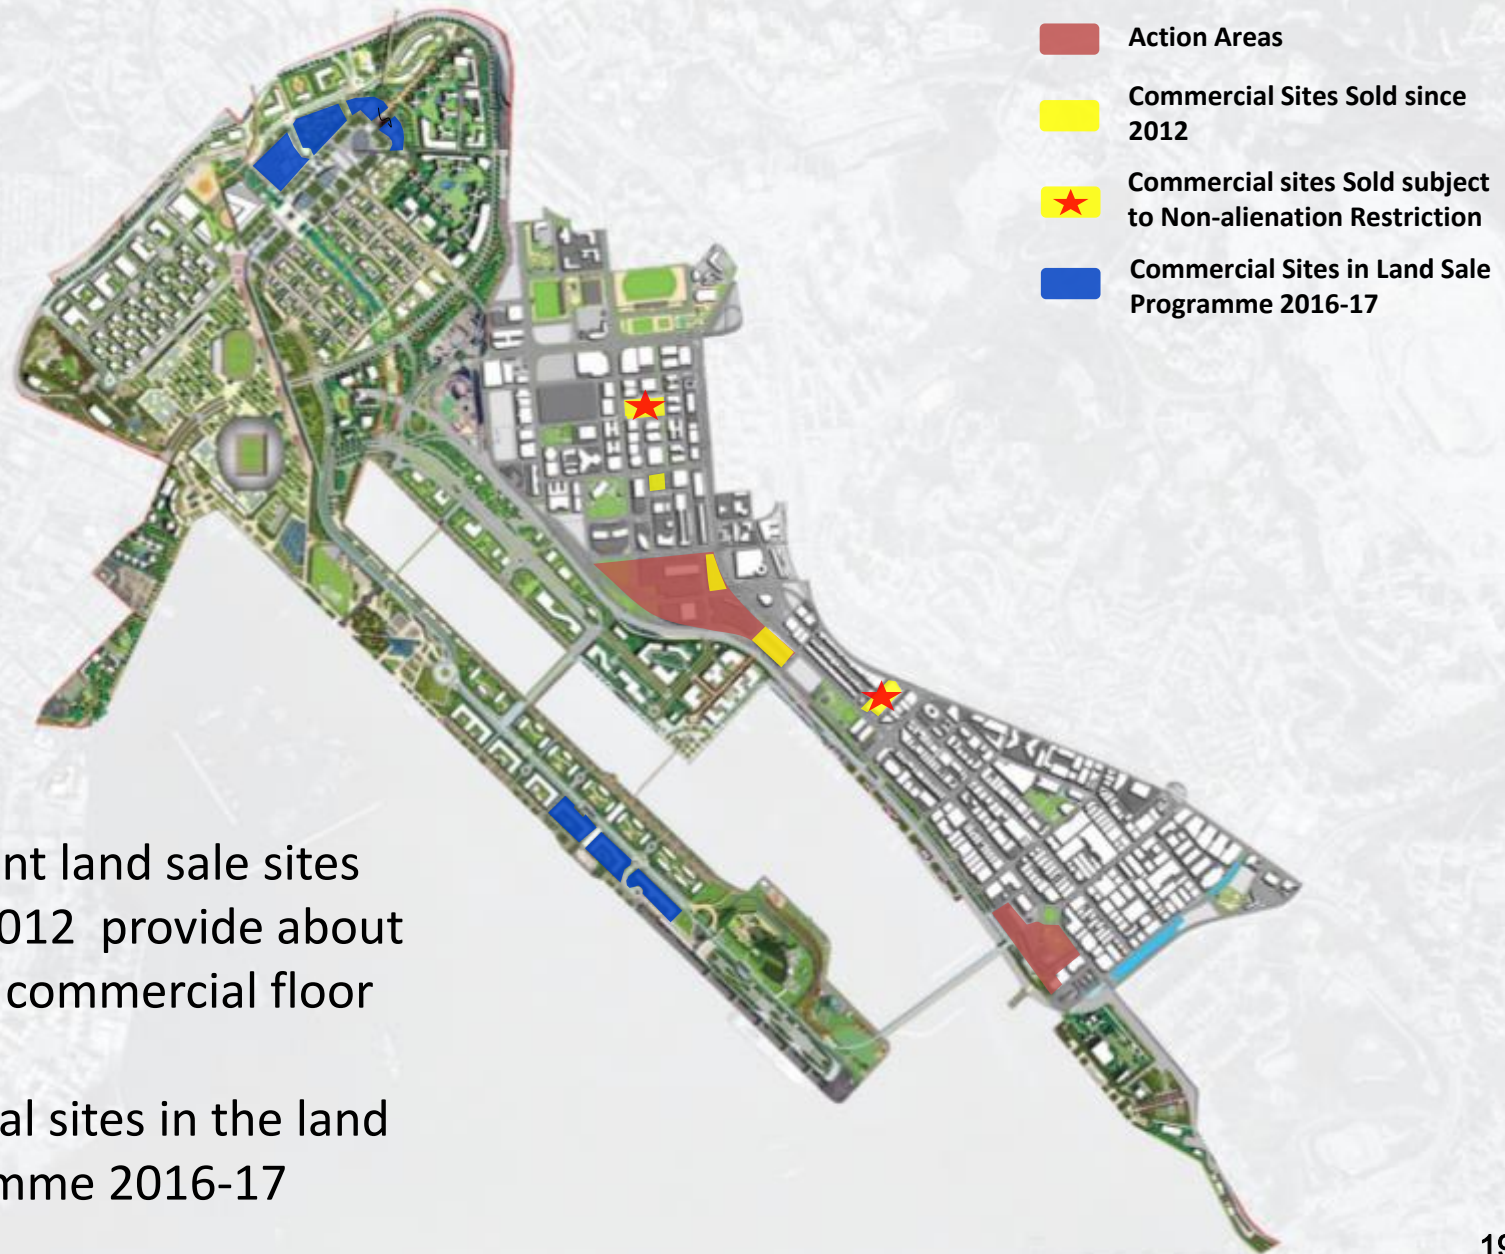 Action Areas
Commercial Sites Sold since
2012
Commercial sites Sold subject
to Non-alienation Restriction
Commercial Sites in Land Sale
Programme 2016-17
nt land sale sites
012 provide about
commercial floor
al sites in the land
mme 2016-17
19